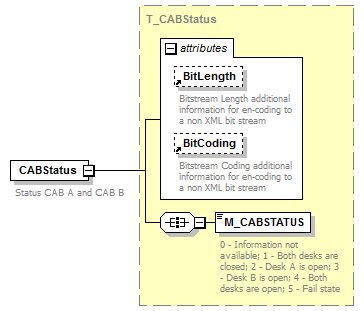 T_CABStatus
attributes
BitLength
Bitstream Length additional
information for en-coding to
a non XML bit stream
BitCoding
Bitstream Coding additional
information for en-coding to
a non XML bit stream
CABStatus
Status CAB A and CAB B
M_CABSTATUS
0 - Information not
available; 1 - Both desks are
closed; 2 - Desk A is open; 3
- Desk B is open; 4 - Both
desks are open; 5 - Fail state